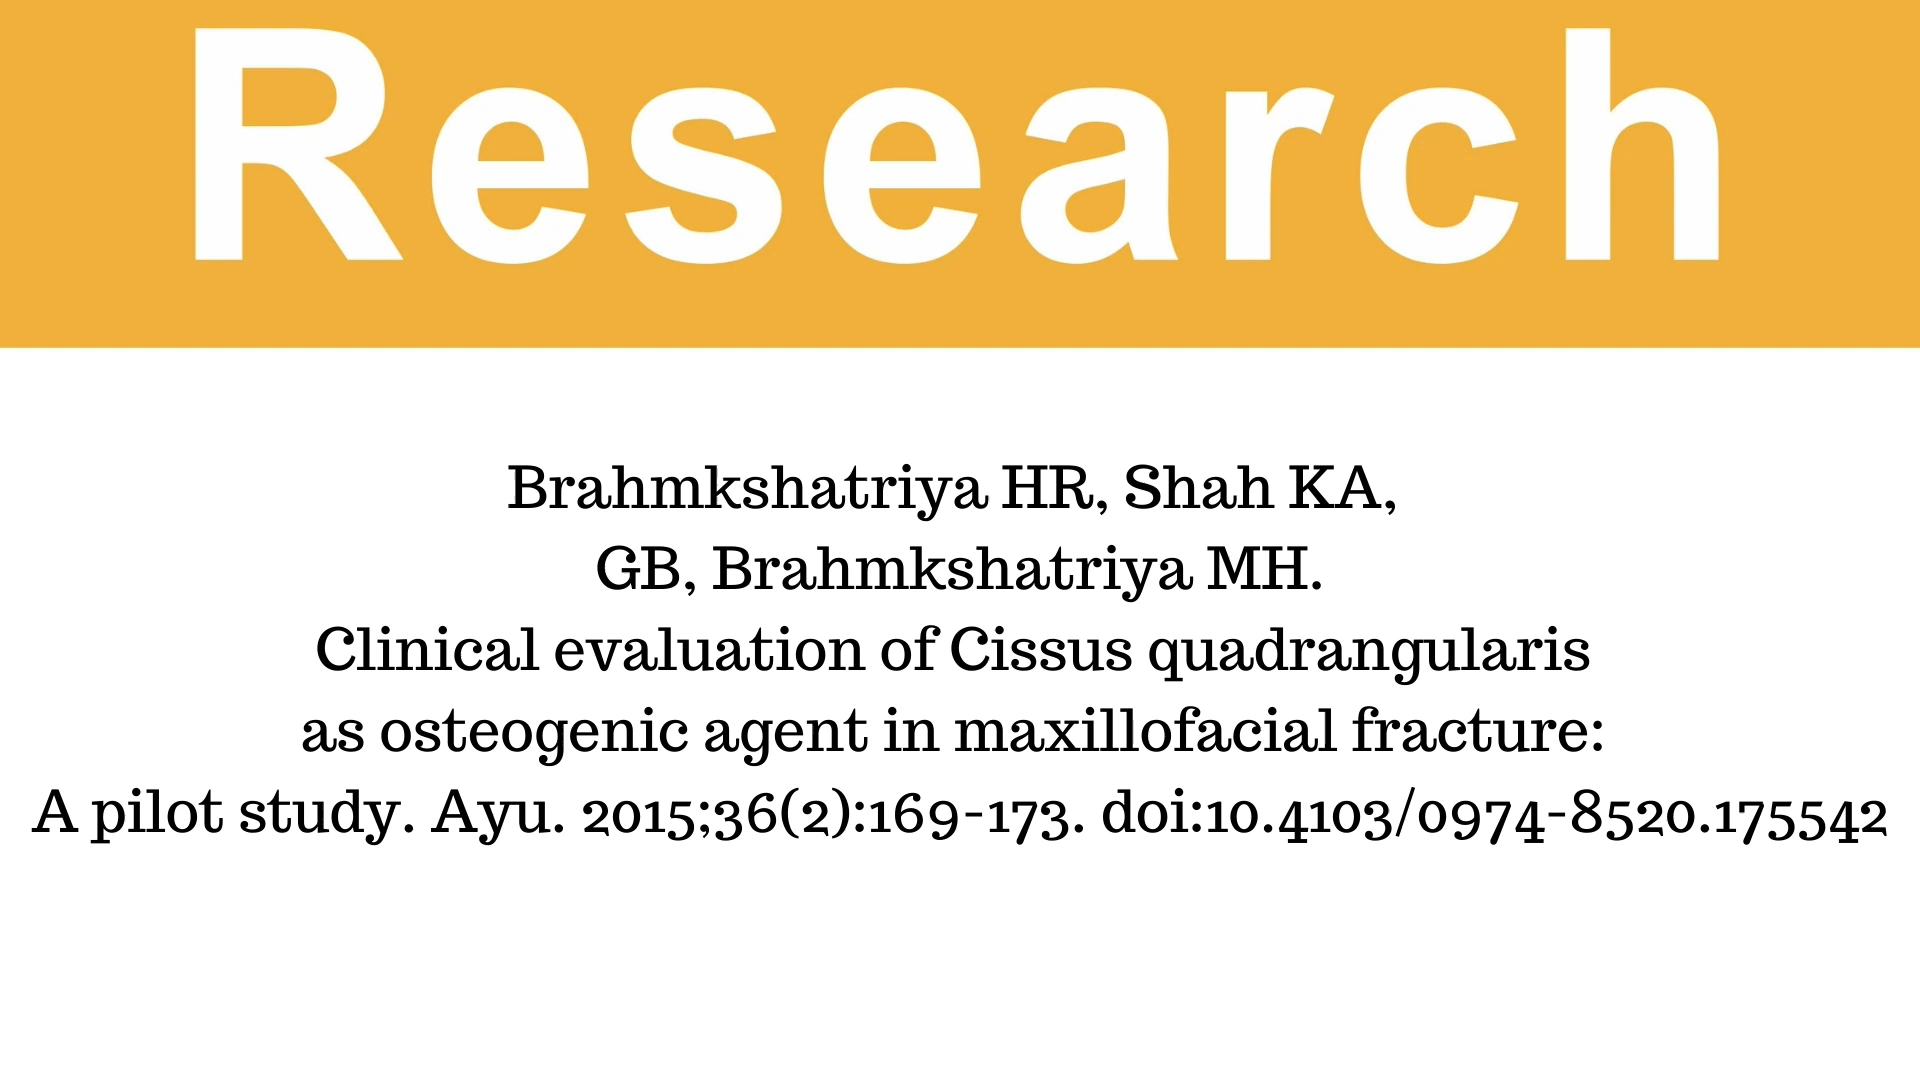 Research
Brahmkshatriya HR, Shah KA,
GB, Brahmkshatriya MH.
Clinical evaluation of Cissus quadrangularis
as osteogenic agent in maxillofacial fracture:
A pilot study. Ayu. 2015;36(2):169-173. doi:10.4103/0974-8520.175542